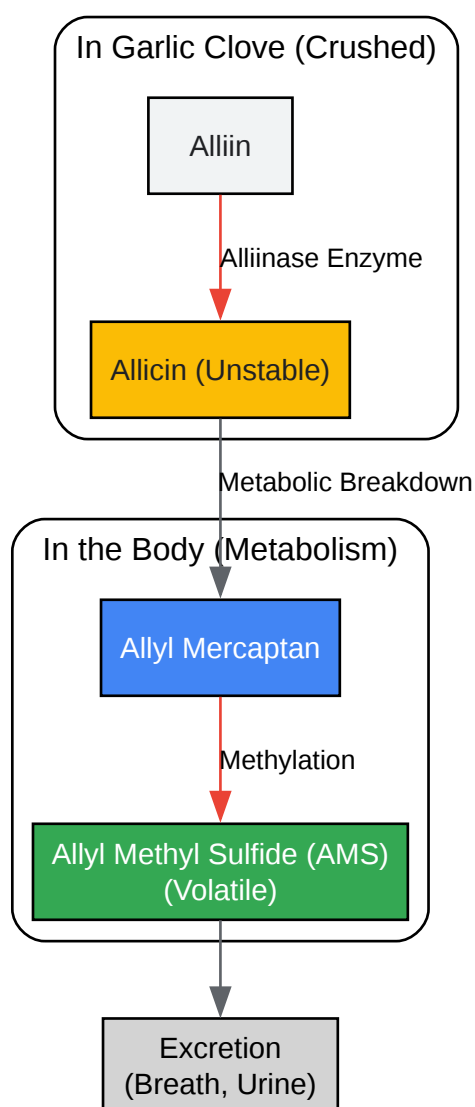 In Garlic Clove (Crushed)
Alliin
Alliinase Enzyme
Allicin (Unstable)
Metabolic Breakdown
In the Body (Metabolism)
Allyl Mercaptan
Methylation
Allyl Methyl Sulfide (AMS)
(Volatile)
Excretion
(Breath, Urine)